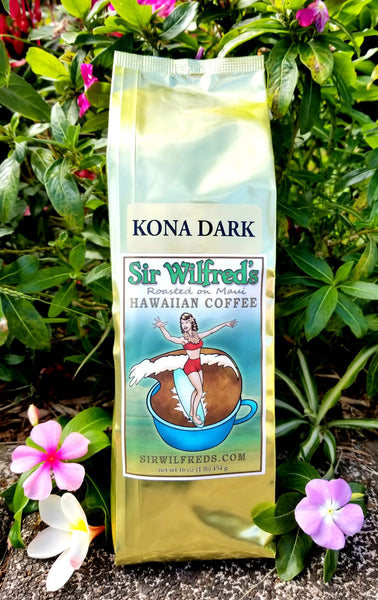 KONA DARK
Sir Wilfred's
Roasted on Maui
HAWAIIAN COFFEE
SIRWILFREDS.COM
net wt 16 oz (1 lb) 454 g